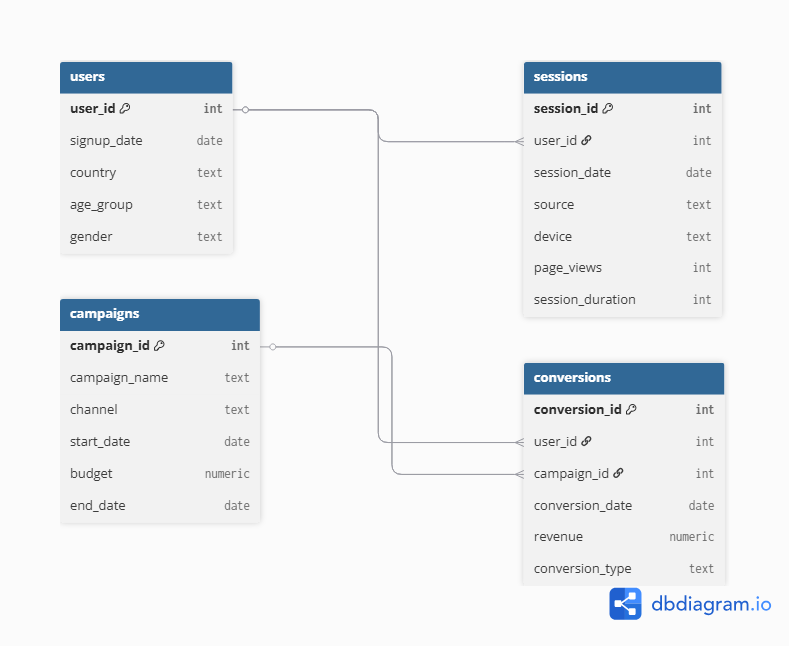 users
user_id int
signup_date date
country text
age_group text
gender text
campaigns
campaign_id int
campaign_name text
channel text
start_date date
budget numeric
end_date date
sessions
session_id int
user_id int
session_date date
source text
device text
page_views int
session_duration int
conversions
conversion_id int
user_id int
campaign_id int
conversion_date date
revenue numeric
conversion_type text
dbdiagram.io